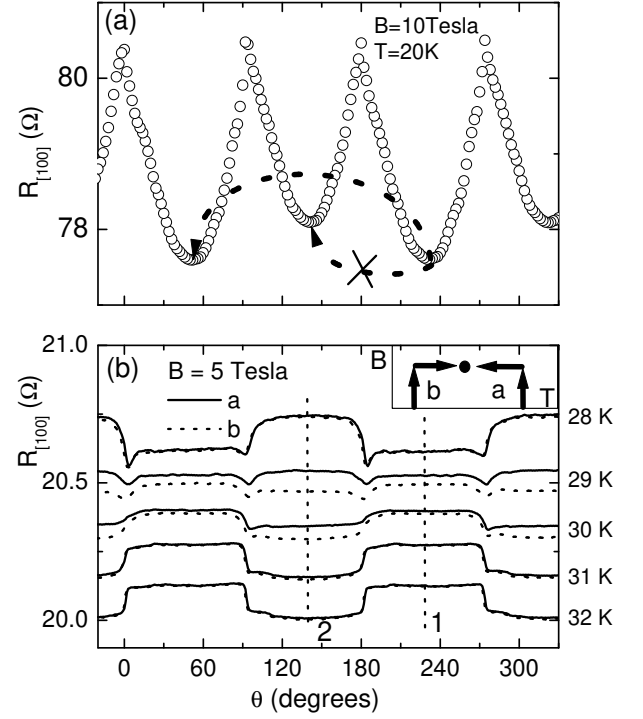 (a)
B=10Tesla
T=20K
80
78
R[100] (Ω)
(b)
B = 5 Tesla
a
b
B
b
a
T
21.0
20.5
20.0
R[100] (Ω)
28 K
29 K
30 K
31 K
32 K
2
1
0
60
120
180
240
300
θ (degrees)